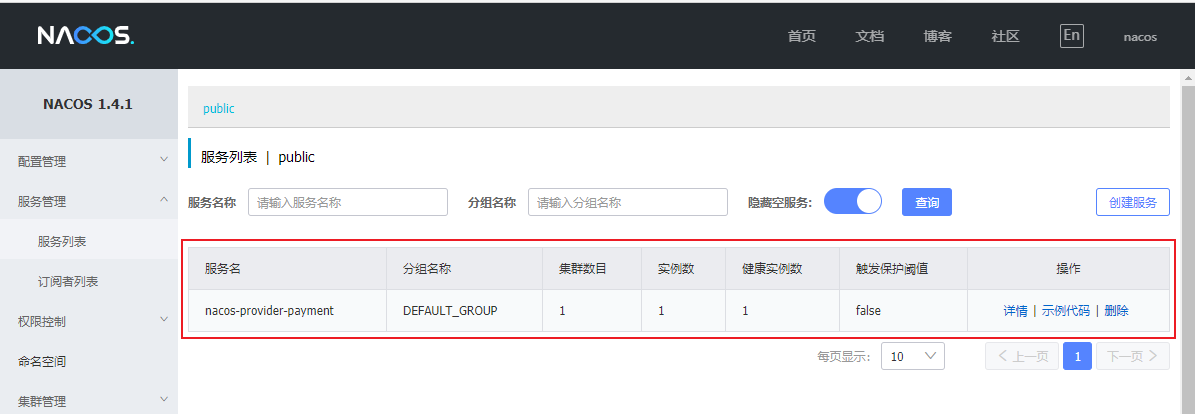 NACOS.
首页 文档 博客 社区 En nacos
NACOS 1.4.1
配置管理
服务管理
服务列表
订阅者列表
权限控制
命名空间
集群管理
public
服务列表 | public
服务名称 请输入服务名称 分组名称 请输入分组名称 隐藏空服务: 查询 创建服务
服务名 分组名称 集群数目 实例数 健康实例数 触发保护阈值 操作
nacos-provider-payment DEFAULT_GROUP 1 1 1 false 详情 | 示例代码 | 删除
每页显示: 10 上一页 1 下一页